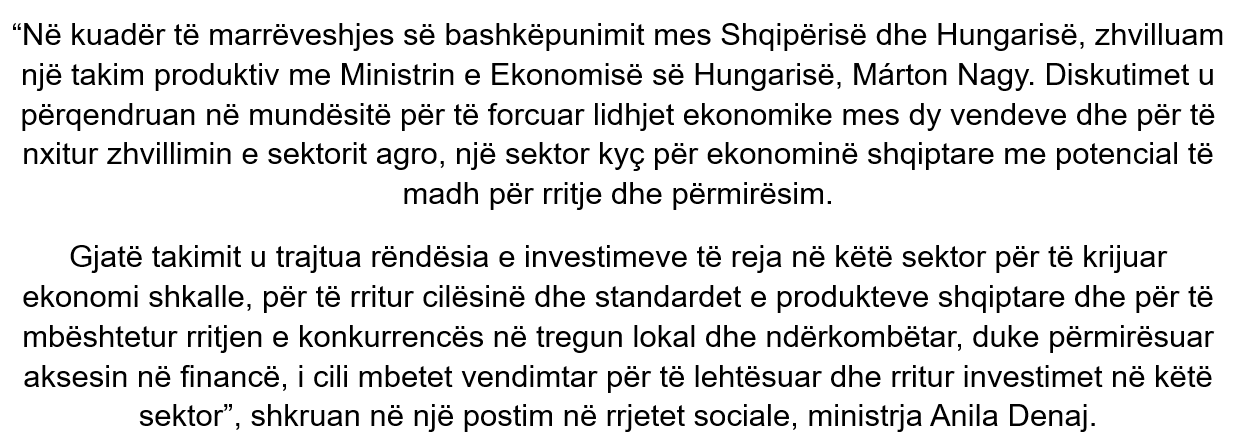 “Në kuadër të marrëveshjes së bashkëpunimit mes Shqipërisë dhe Hungarisë, zhvilluam
një takim produktiv me Ministrin e Ekonomisë së Hungarisë, Márton Nagy. Diskutimet u
përqendruan në mundësitë për të forcuar lidhjet ekonomike mes dy vendeve dhe për të
nxitur zhvillimin e sektorit agro, një sektor kyç për ekonominë shqiptare me potencial të
madh për rritje dhe përmirësim.
Gjatë takimit u trajtua rëndësia e investimeve të reja në këtë sektor për të krijuar
ekonomi shkalle, për të rritur cilësinë dhe standardet e produkteve shqiptare dhe për të
mbështetur rritjen e konkurrencës në tregun lokal dhe ndërkombëtar, duke përmirësuar
aksesin në financë, i cili mbetet vendimtar për të lehtësuar dhe rritur investimet në këtë
sektor”, shkruan në një postim në rrjetet sociale, ministrja Anila Denaj.